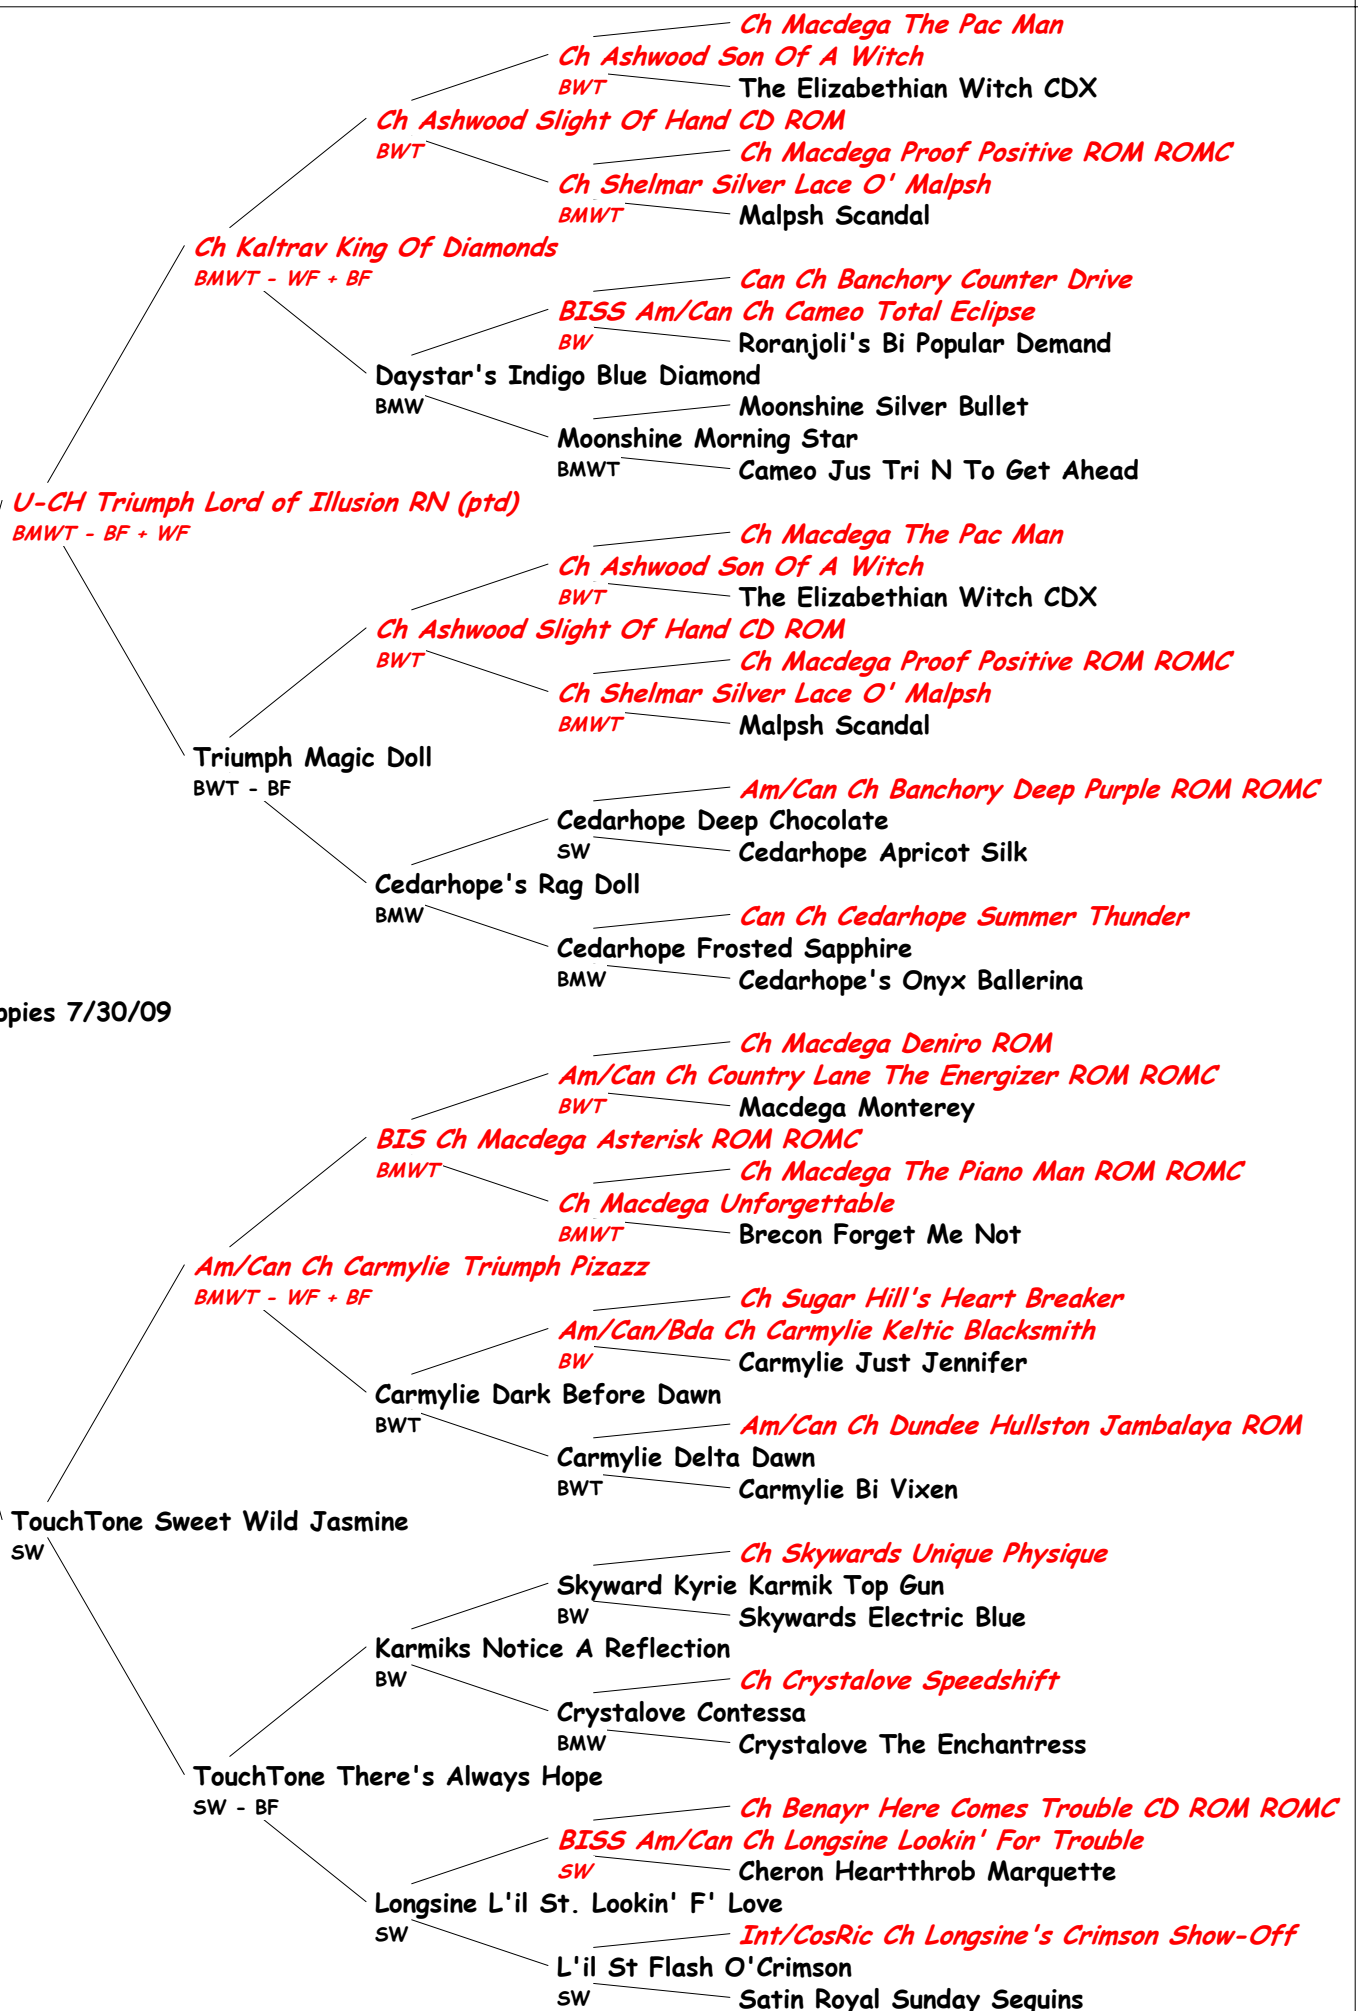 Ch Macdega The Pac Man
Ch Ashwood Son Of A Witch
BWT
The Elizabethian Witch CDX
Ch Ashwood Slight Of Hand CD ROM
BWT
Ch Macdega Proof Positive ROM ROMC
Ch Shelmar Silver Lace O' Malpsh
BMWT
Malpsh Scandal
Ch Kaltrav King Of Diamonds
BMWT - WF + BF
Can Ch Banchory Counter Drive
BISS Am/Can Ch Cameo Total Eclipse
BW
Roranjoli's Bi Popular Demand
Daystar's Indigo Blue Diamond
BMW
Moonshine Silver Bullet
Moonshine Morning Star
BMWT
Cameo Jus Tri N To Get Ahead
U-CH Triumph Lord of Illusion RN (ptd)
BMWT - BF + WF
Ch Macdega The Pac Man
Ch Ashwood Son Of A Witch
BWT
The Elizabethian Witch CDX
Ch Ashwood Slight Of Hand CD ROM
BWT
Ch Macdega Proof Positive ROM ROMC
Ch Shelmar Silver Lace O' Malpsh
BMWT
Malpsh Scandal
Triumph Magic Doll
BWT - BF
Am/Can Ch Banchory Deep Purple ROM ROMC
Cedarhope Deep Chocolate
SW
Cedarhope Apricot Silk
Cedarhope's Rag Doll
BMW
Can Ch Cedarhope Summer Thunder
Cedarhope Frosted Sapphire
BMW
Cedarhope's Onyx Ballerina
7/30/09
Ch Macdega Deniro ROM
Am/Can Ch Country Lane The Energizer ROM ROMC
BWT
Macdega Monterey
BIS Ch Macdega Asterisk ROM ROMC
BMWT
Ch Macdega The Piano Man ROM ROMC
Ch Macdega Unforgettable
BMWT
Brecon Forget Me Not
Am/Can Ch Carmylie Triumph Pizazz
BMWT - WF + BF
Ch Sugar Hill's Heart Breaker
Am/Can/Bda Ch Carmylie Keltic Blacksmith
BW
Carmylie Just Jennifer
Carmylie Dark Before Dawn
BWT
Am/Can Ch Dundee Hullston Jambalaya ROM
Carmylie Delta Dawn
BWT
Carmylie Bi Vixen
TouchTone Sweet Wild Jasmine
SW
Ch Skywards Unique Physique
Skyward Kyrie Karmik Top Gun
BW
Skywards Electric Blue
Karmiks Notice A Reflection
BW
Ch Crystalove Speedshift
Crystalove Contessa
BMW
Crystalove The Enchantress
TouchTone There's Always Hope
SW - BF
Ch Benayr Here Comes Trouble CD ROM ROMC
BISS Am/Can Ch Longsine Lookin' For Trouble
SW
Cheron Heartthrob Marquette
Longsine L'il St. Lookin' F' Love
SW
Int/CosRic Ch Longsine's Crimson Show-Off
L'il St Flash O'Crimson
SW
Satin Royal Sunday Sequins